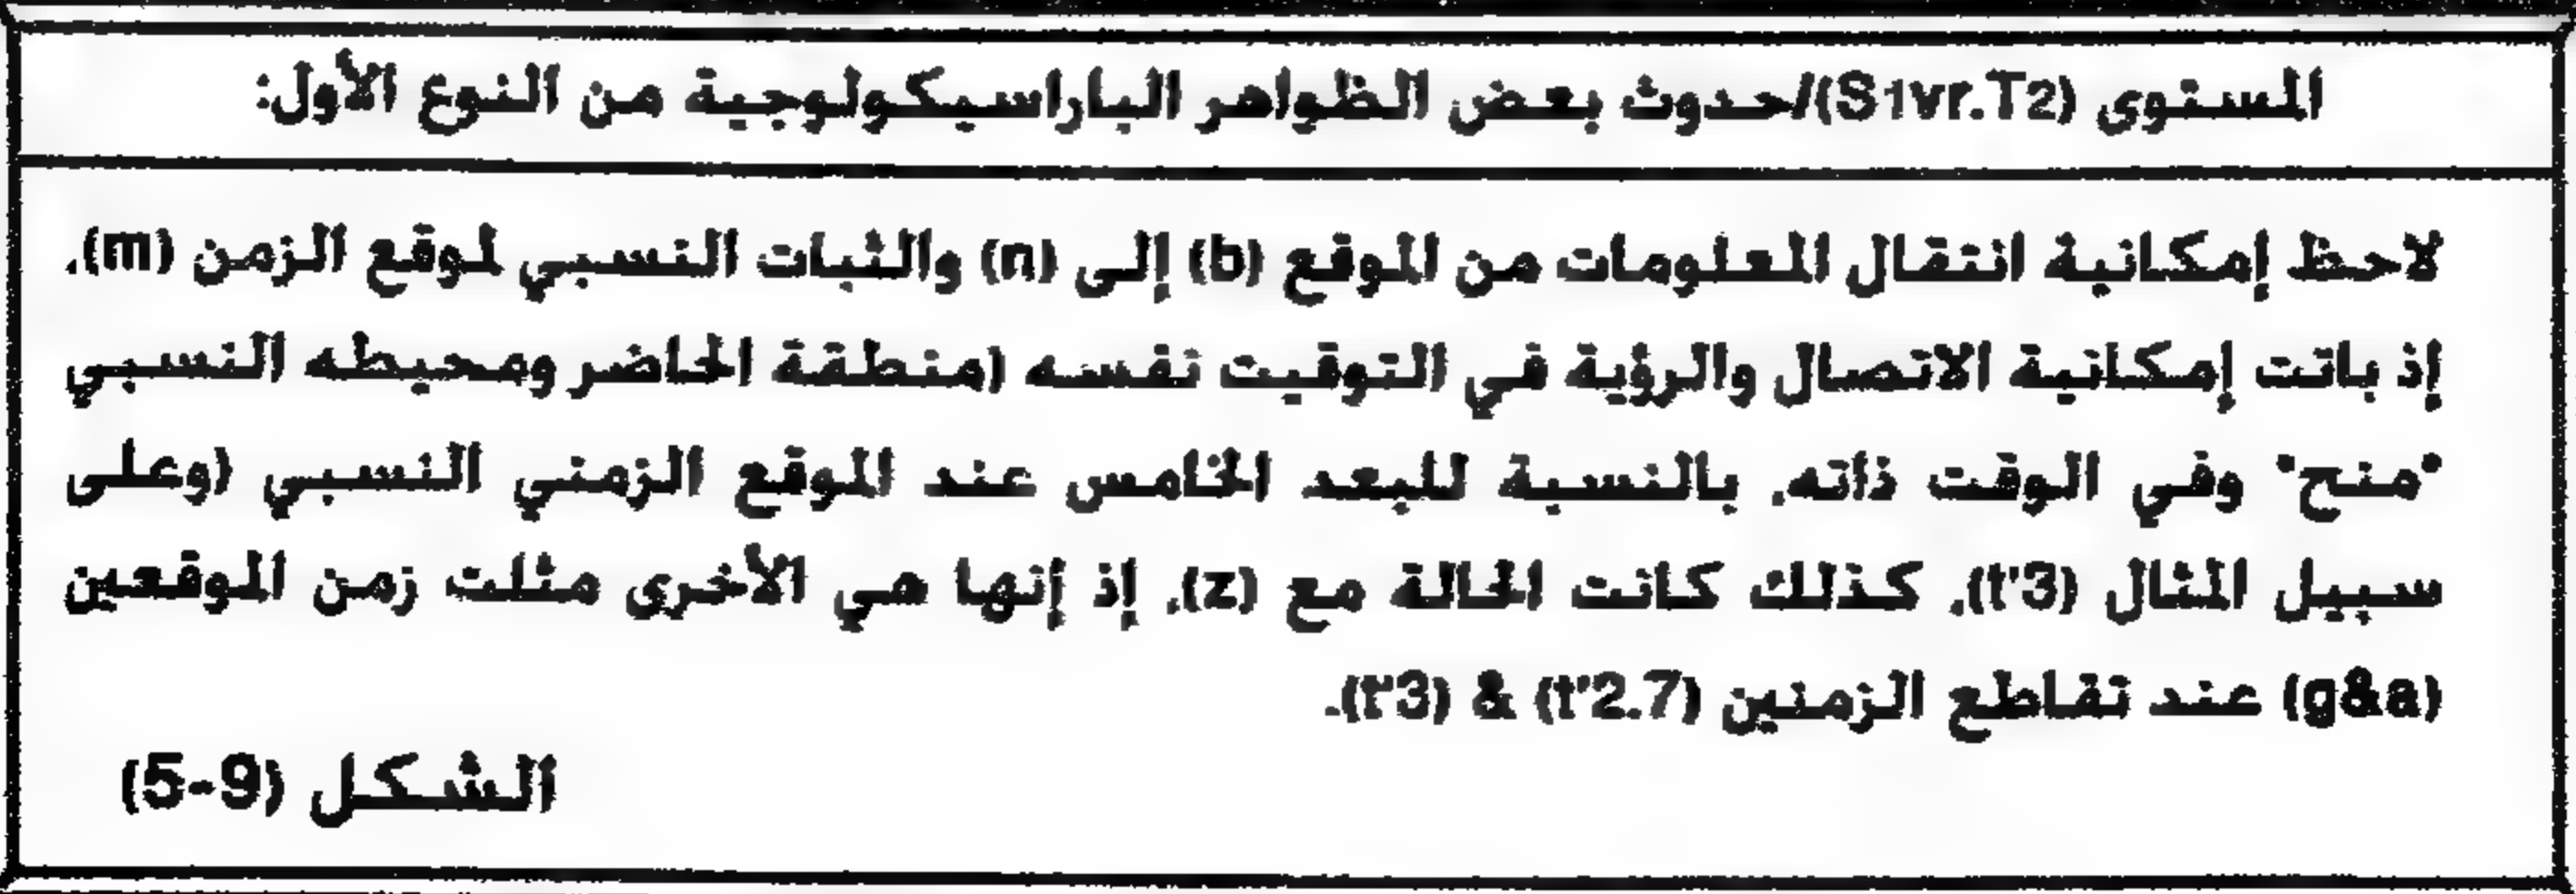 المستوى (S1vr.T2)/حدوث بعض الظواهر الباراسيكولوجية من النوع الأول:
لاحظ إمكانية انتقال المعلومات من الموقع (b) إلى (n) والثبات النسبي لموقع الزمن (m).
إذ باتت إمكانية الاتصال والرؤية في التوقيت نفسه (منطقة الحاضر ومحيطه النسبي
"منح" وفي الوقت ذاته. بالنسبة للبعد الخامس عند الموقع الزمني النسبي (وعلى
سبيل المثال (t'3). كذلك كانت الحالة مع (z). إذ إنها هي الأخرى مثلت زمن الموقعين
(g&a) عند تقاطع الزمنين (t'2.7) & (t'3).
الشكل (9-5)